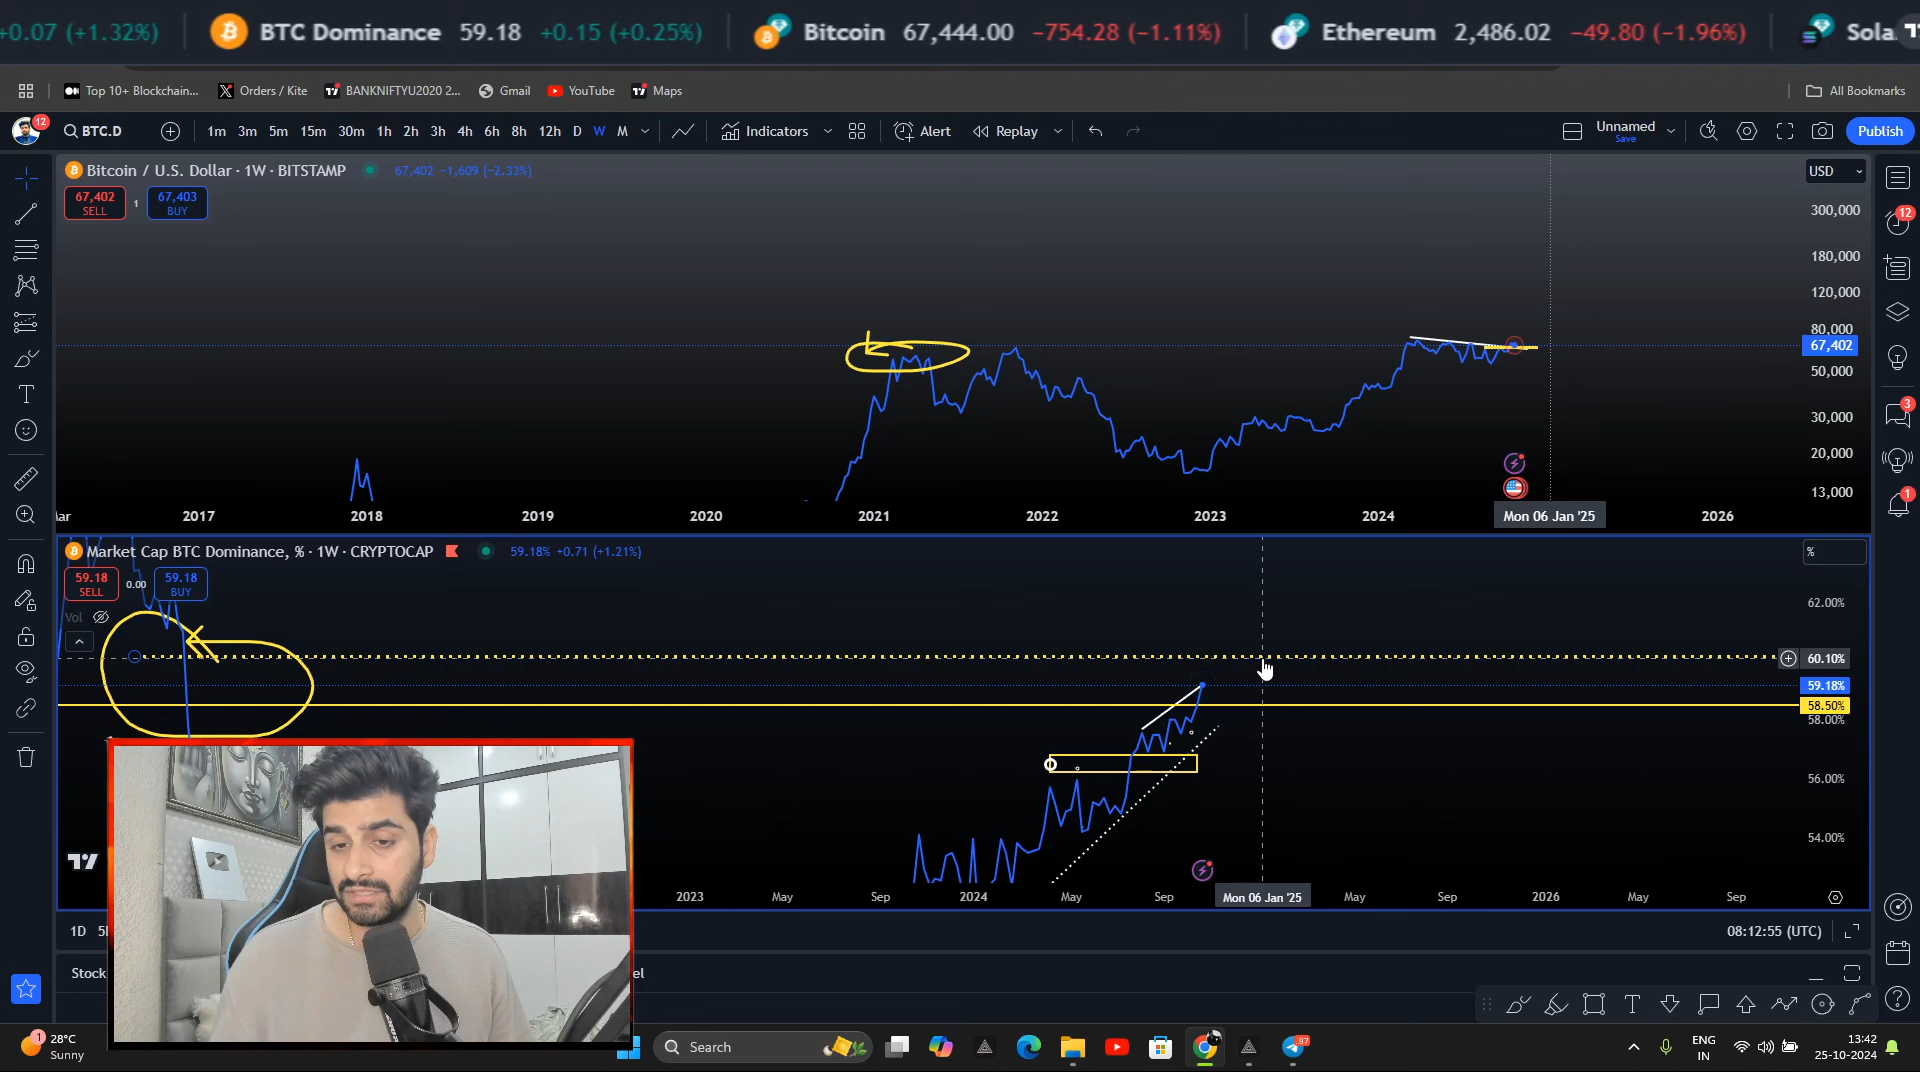 +0.07 (+1.32%)
BTC Dominance 59.18 +0.15 (+0.25%)
Bitcoin 67,444.00 −754.28 (−1.11%)
Ethereum 2,486.02 −49.80 (−1.96%)
Sola
Top 10+ Blockchain...
Orders / Kite
BANKNIFTYU2020 2...
Gmail
YouTube
Maps
All Bookmarks
12
BTC.D
1m 3m 5m 15m 30m 1h 2h 3h 4h 6h 8h 12h D W M
Indicators
Alert
Replay
Unnamed
Save
Publish
Bitcoin / U.S. Dollar · 1W · BITSTAMP 67,402 −1,609 (−2.33%)
USD
67,402
SELL
1
67,403
BUY
300,000
180,000
120,000
80,000
67,402
50,000
30,000
20,000
13,000
12
3
1
Mar 2017 2018 2019 2020 2021 2022 2023 2024 Mon 06 Jan '25 2026
Market Cap BTC Dominance, % · 1W · CRYPTOCAP 59.18% +0.71 (+1.21%)
%
59.18
SELL
0.00
59.18
BUY
Vol
62.00%
60.10%
59.18%
58.50%
58.00%
56.00%
54.00%
2023 May Sep 2024 May Sep Mon 06 Jan '25 May Sep 2026 May Sep
1D
08:12:55 (UTC)
Stock
28°C
Sunny
1
Search
97
ENG
IN
13:42
25-10-2024